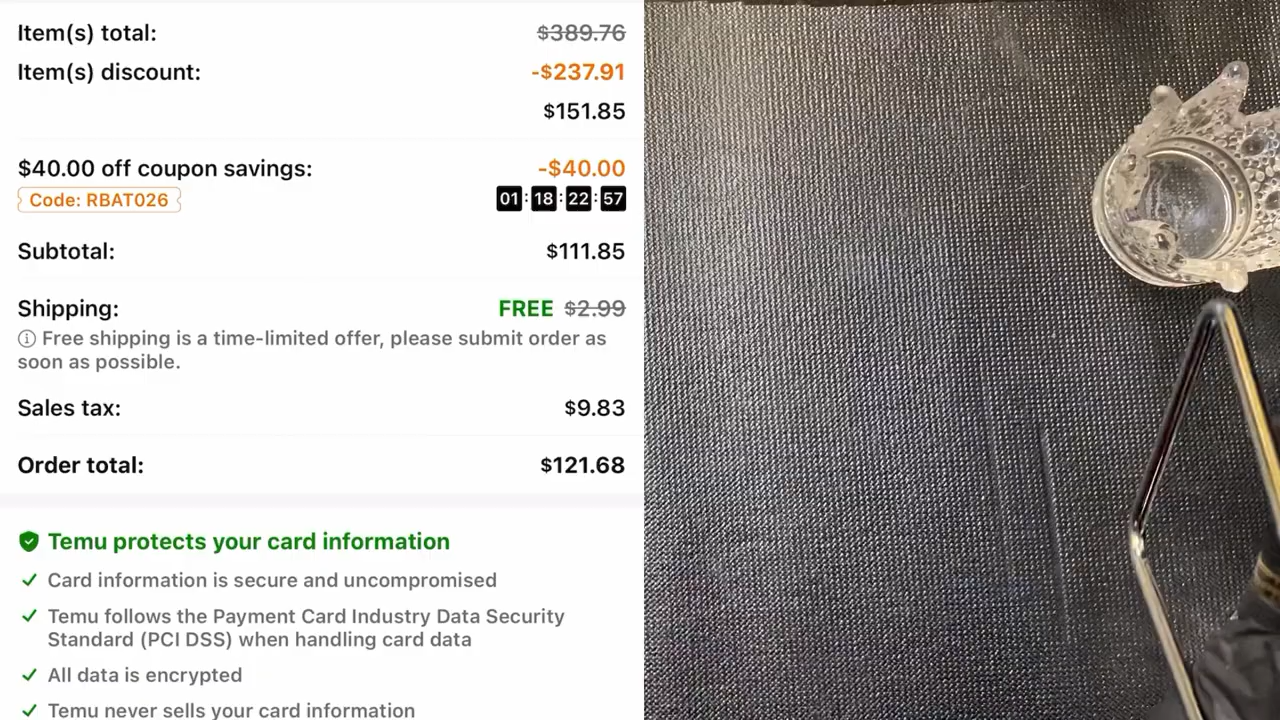 Item(s) total: $389.76
Item(s) discount: -$237.91
$151.85
$40.00 off coupon savings: -$40.00
Code: RBAT026 01:18:22:57
Subtotal: $111.85
Shipping: FREE $2.99
Free shipping is a time-limited offer, please submit order as
soon as possible.
Sales tax: $9.83
Order total: $121.68
Temu protects your card information
Card information is secure and uncompromised
Temu follows the Payment Card Industry Data Security
Standard (PCI DSS) when handling card data
All data is encrypted
Temu never sells your card information